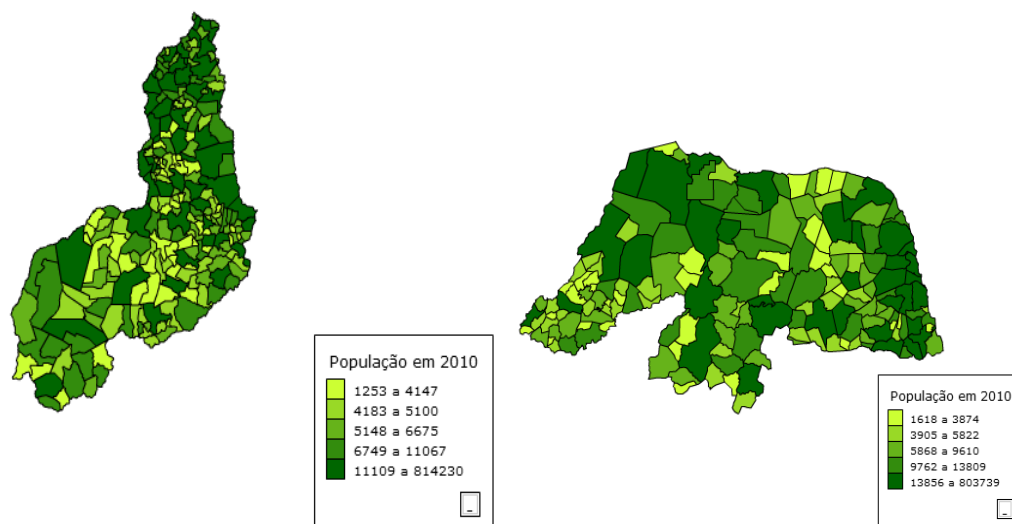 População em 2010
1253 a 4147
4183 a 5100
5148 a 6675
6749 a 11067
11109 a 814230
População em 2010
1618 a 3874
3905 a 5822
5868 a 9610
9762 a 13809
13856 a 803739